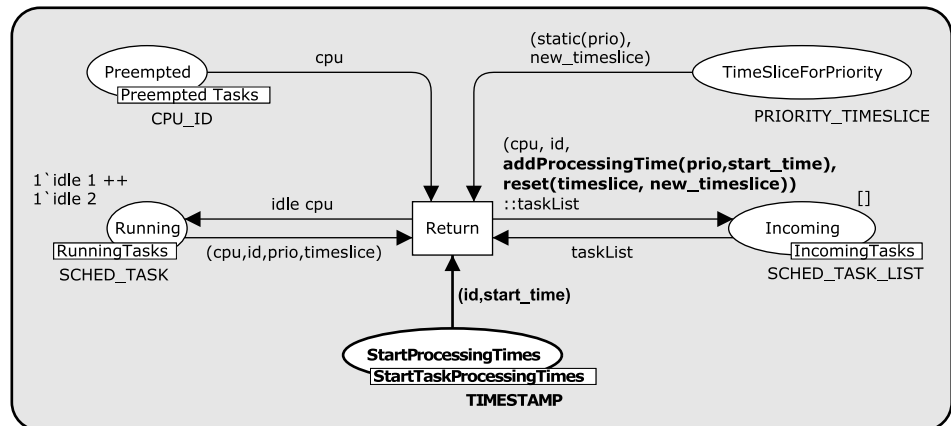 Preempted
Preempted Tasks
CPU_ID
cpu
(static(prio),
new_timeslice)
TimeSliceForPriority
PRIORITY_TIMESLICE
1`idle 1 ++
1`idle 2
Running
RunningTasks
SCHED_TASK
idle cpu
(cpu,id,prio,timeslice)
Return
(cpu, id,
addProcessingTime(prio,start_time),
reset(timeslice, new_timeslice))
::taskList
taskList
[]
Incoming
IncomingTasks
SCHED_TASK_LIST
(id,start_time)
StartProcessingTimes
StartTaskProcessingTimes
TIMESTAMP